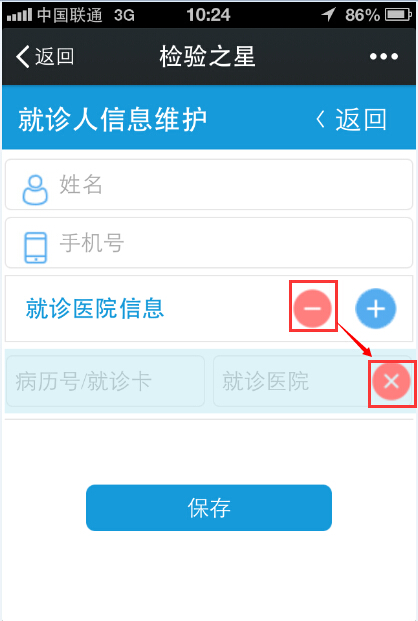 中国联通 3G 10:24 86%
返回 检验之星
就诊人信息维护 返回
姓名
手机号
就诊医院信息
病历号/就诊卡 就诊医院
保存